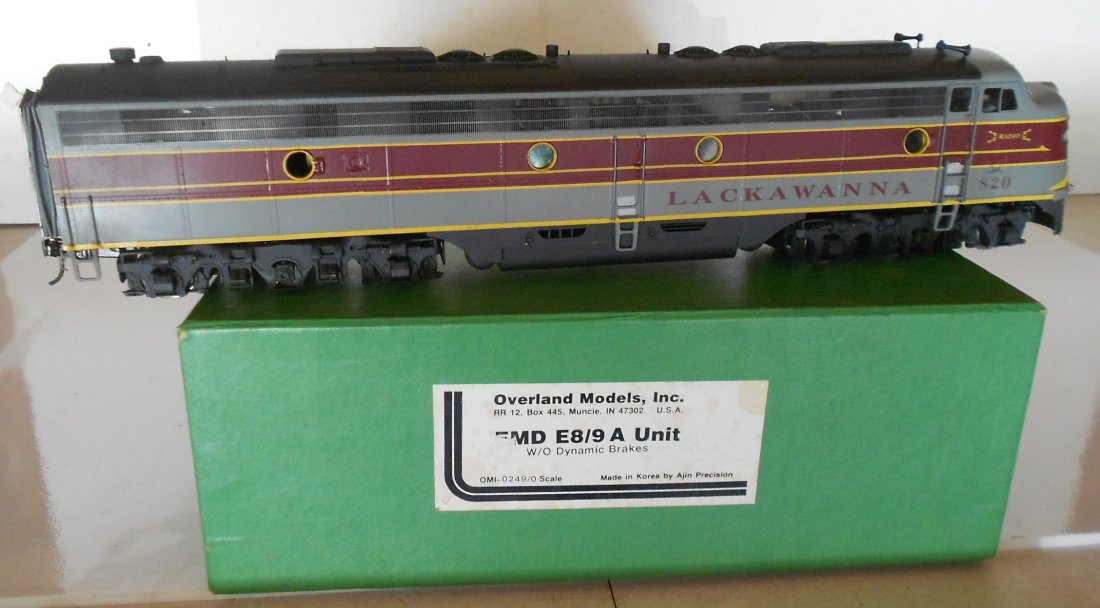 RADIO
LACKAWANNA 820
Overland Models, Inc.
RR 12, Box 445, Muncie, IN 47302 U.S.A.
EMD E8/9 A Unit
W/O Dynamic Brakes
OMI-0249/0 Scale Made in Korea by Ajin Precision